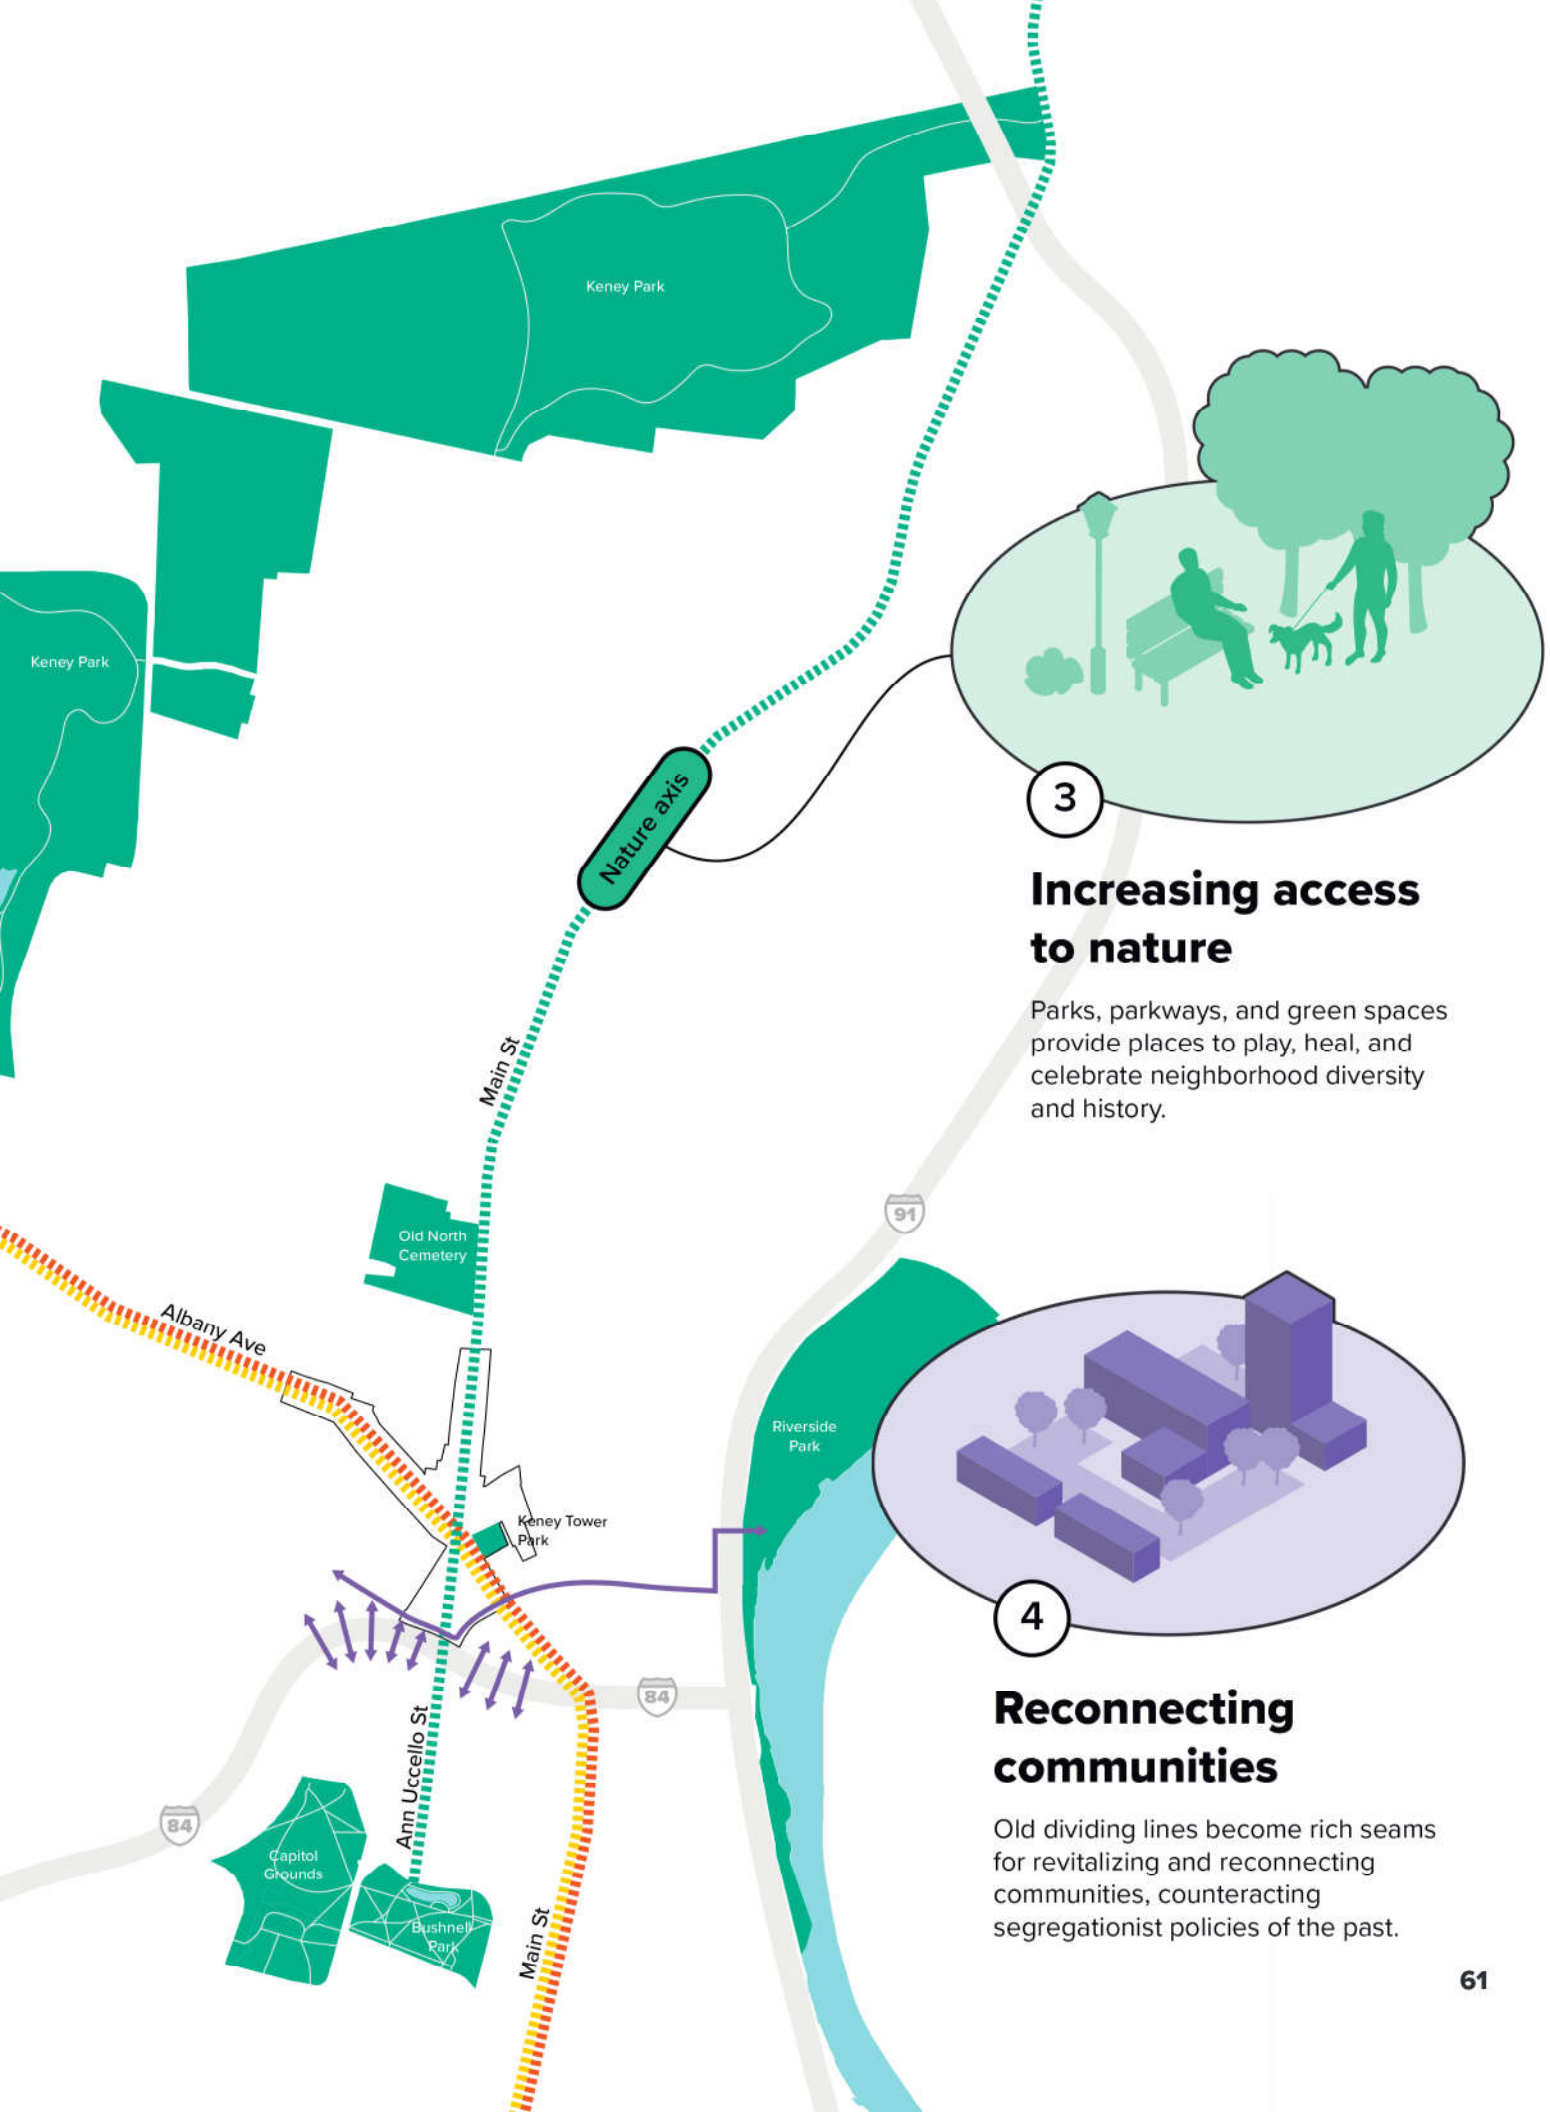 Keney Park
Keney Park
Nature axis
3
Increasing access
to nature
Parks, parkways, and green spaces
provide places to play, heal, and
celebrate neighborhood diversity
and history.
Main St
Old North
Cemetery
91
Albany Ave
Riverside
Park
Keney Tower
Park
4
Reconnecting
communities
Old dividing lines become rich seams
for revitalizing and reconnecting
communities, counteracting
segregationist policies of the past.
84
Ann Uccello St
84
Capitol
Grounds
Bushnell
Park
Main St
61